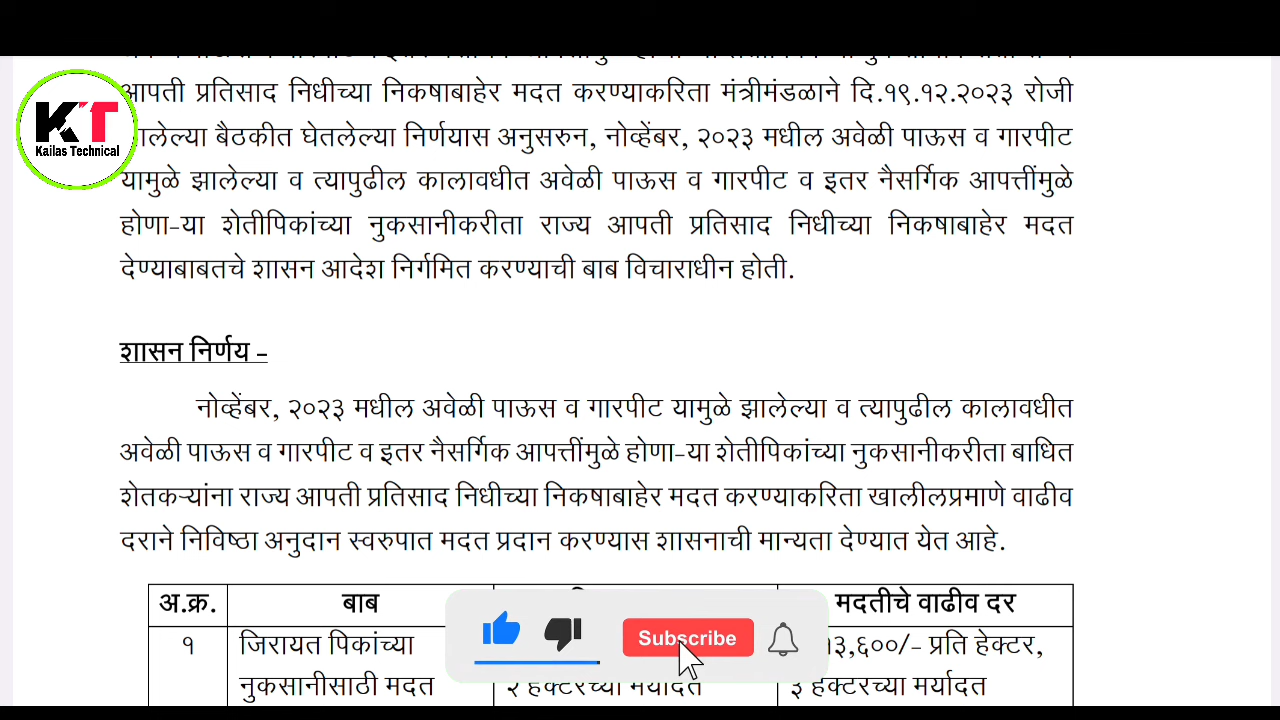 KT
Kailas Technical
आपती प्रतिसाद निधीच्या निकषाबाहेर मदत करण्याकरिता मंत्रीमंडळाने दि.१९.१२.२०२३ रोजी
बैठकीत घेतलेल्या निर्णयास अनुसरुन, नोव्हेंबर, २०२३ मधील अवेळी पाऊस व गारपीट
यामुळे झालेल्या व त्यापुढील कालावधीत अवेळी पाऊस व गारपीट व इतर नैसर्गिक आपत्तींमुळे
होणा-या शेतीपिकांच्या नुकसानीकरीता राज्य आपती प्रतिसाद निधीच्या निकषाबाहेर मदत
देण्याबाबतचे शासन आदेश निर्गमित करण्याची बाब विचाराधीन होती.
शासन निर्णय -
नोव्हेंबर, २०२३ मधील अवेळी पाऊस व गारपीट यामुळे झालेल्या व त्यापुढील कालावधीत
अवेळी पाऊस व गारपीट व इतर नैसर्गिक आपत्तींमुळे होणा-या शेतीपिकांच्या नुकसानीकरीता बाधित
शेतकऱ्यांना राज्य आपती प्रतिसाद निधीच्या निकषाबाहेर मदत करण्याकरिता खालीलप्रमाणे वाढीव
दराने निविष्ठा अनुदान स्वरुपात मदत प्रदान करण्यास शासनाची मान्यता देण्यात येत आहे.
अ.क्र. बाब मदतीचे वाढीव दर
१ जिरायत पिकांच्या प्रति हेक्टर,
नुकसानीसाठी मदत २ हेक्टरच्या मर्यादेत ३ हेक्टरच्या मर्यादेत
Subscribe